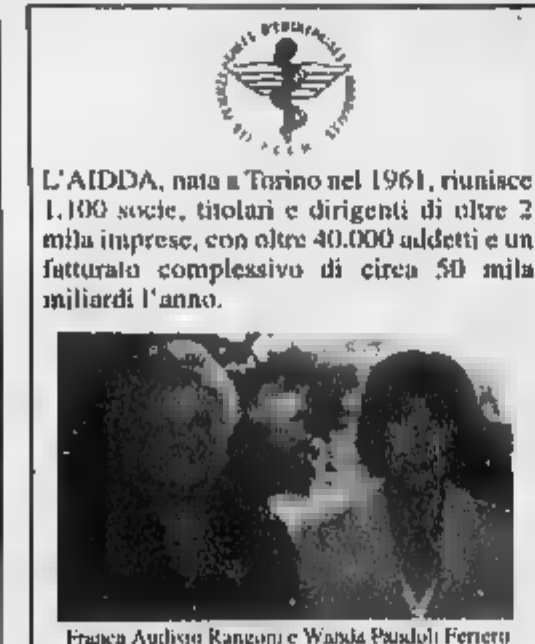 L'AIDDA, nata a Torino nel 1961, riunisce
1.100 socie, titolari e dirigenti di oltre 2
mila imprese, con oltre 40.000 addetti e un
fatturato complessivo di circa 50 mila
miliardi l'anno.
Franca Audisio Rangoni e Wanda Pandoli Ferrero